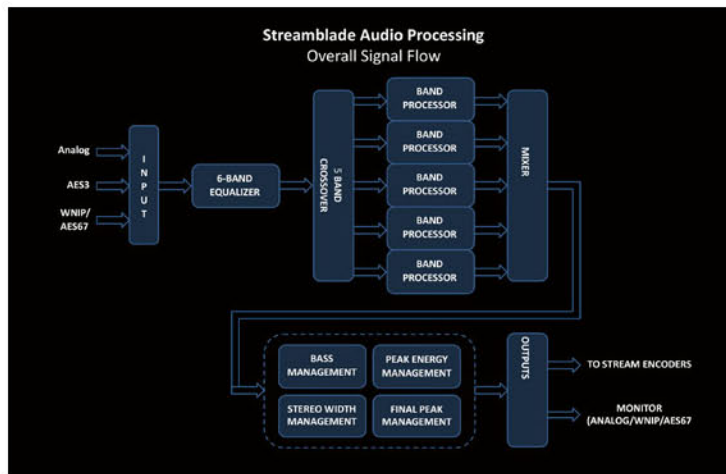 Streamblade Audio Processing
Overall Signal Flow
Analog
AES3
WNIP/
AES67
INPUT
6-BAND
EQUALIZER
5 BAND
CROSSOVER
BAND
PROCESSOR
BAND
PROCESSOR
BAND
PROCESSOR
BAND
PROCESSOR
BAND
PROCESSOR
MIXER
BASS
MANAGEMENT
PEAK ENERGY
MANAGEMENT
STEREO WIDTH
MANAGEMENT
FINAL PEAK
MANAGEMENT
OUTPUTS
TO STREAM ENCODERS
MONITOR
(ANALOG/WNIP/AES67